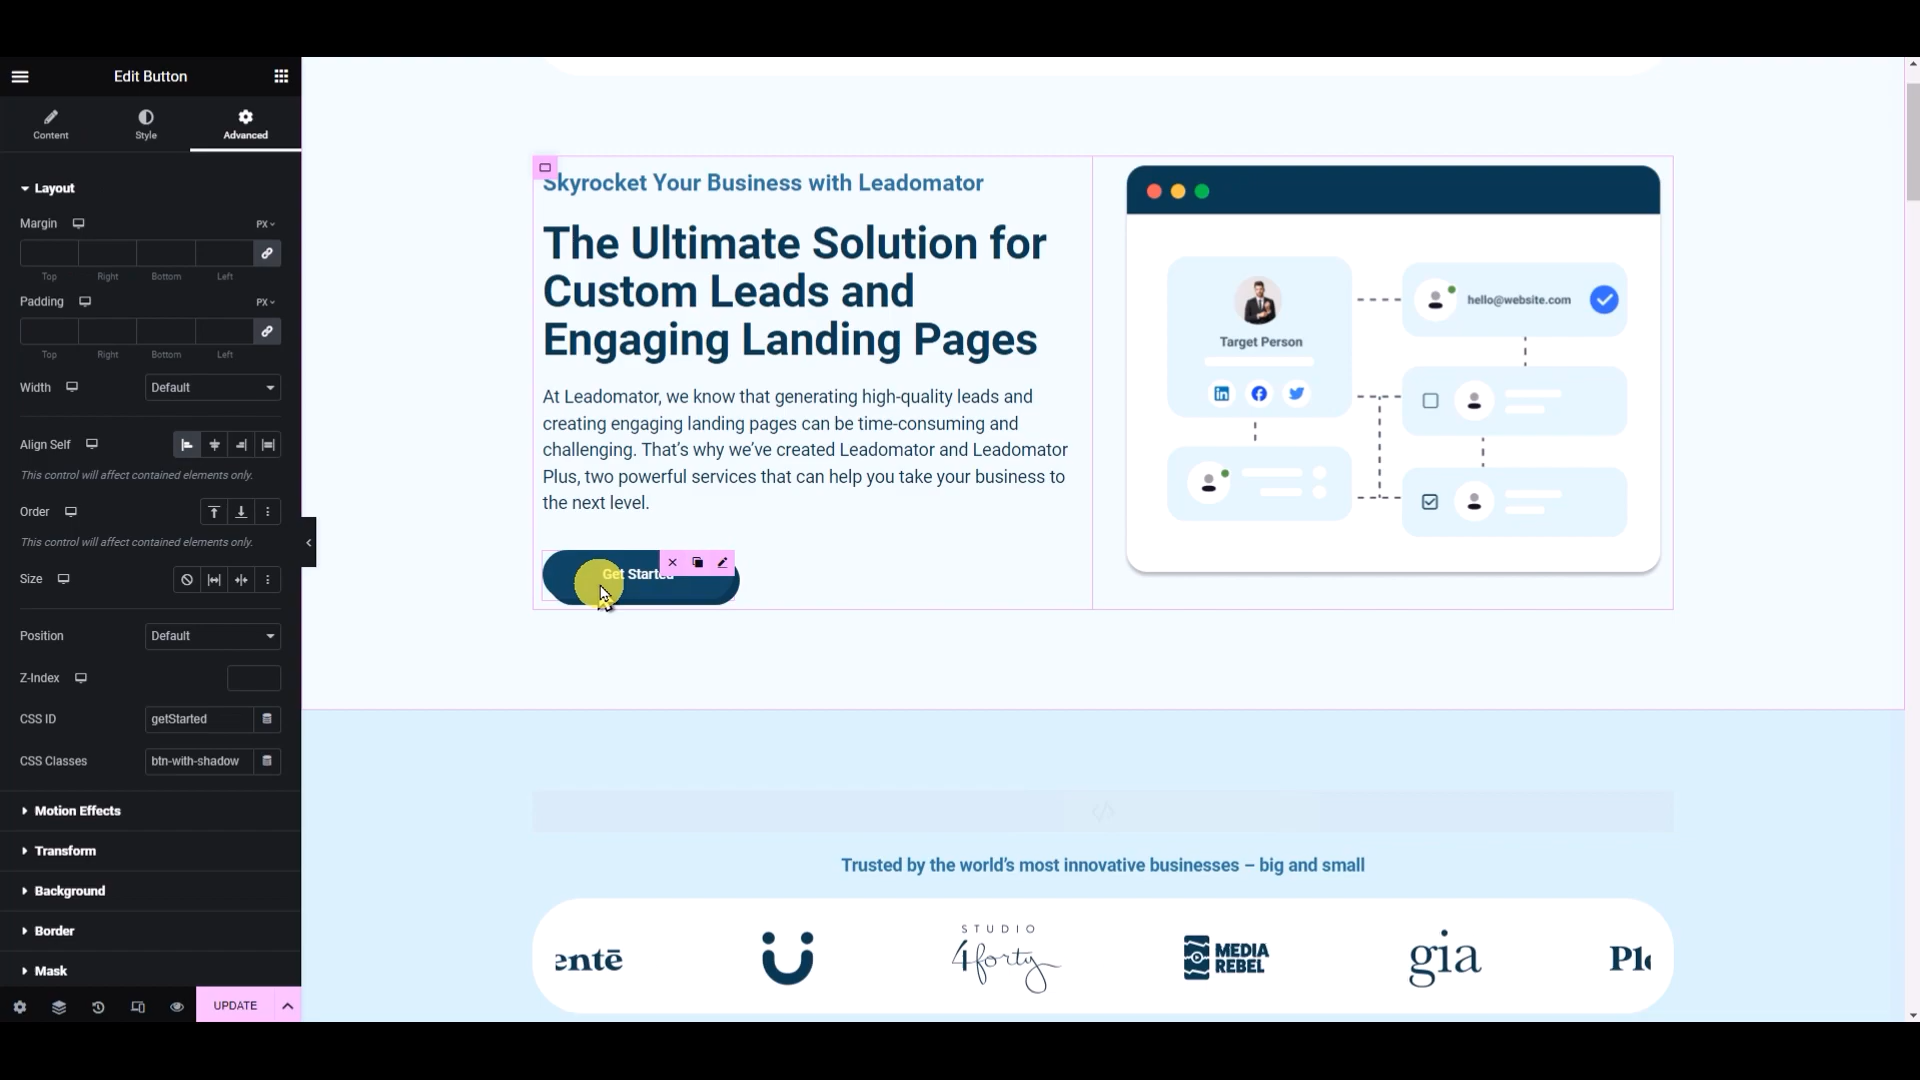 Edit Button
Content
Style
Advanced
Layout
Margin
PX
Top
Right
Bottom
Left
Padding
PX
Top
Right
Bottom
Left
Width
Default
Align Self
This control will affect contained elements only.
Order
This control will affect contained elements only.
Size
Position
Default
Z-Index
CSS ID
getStarted
CSS Classes
btn-with-shadow
Motion Effects
Transform
Background
Border
Mask
UPDATE
Skyrocket Your Business with Leadomator
The Ultimate Solution for
Custom Leads and
Engaging Landing Pages
At Leadomator, we know that generating high-quality leads and
creating engaging landing pages can be time-consuming and
challenging. That's why we've created Leadomator and Leadomator
Plus, two powerful services that can help you take your business to
the next level.
Get Started
Target Person
hello@website.com
Trusted by the world's most innovative businesses – big and small
entē
STUDIO
4forty
MEDIA
REBEL
gia
Pl